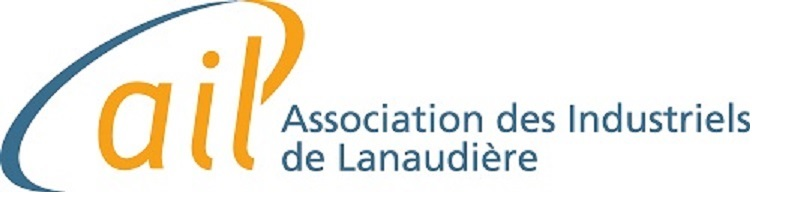 ail
Association des Industriels
de Lanaudière